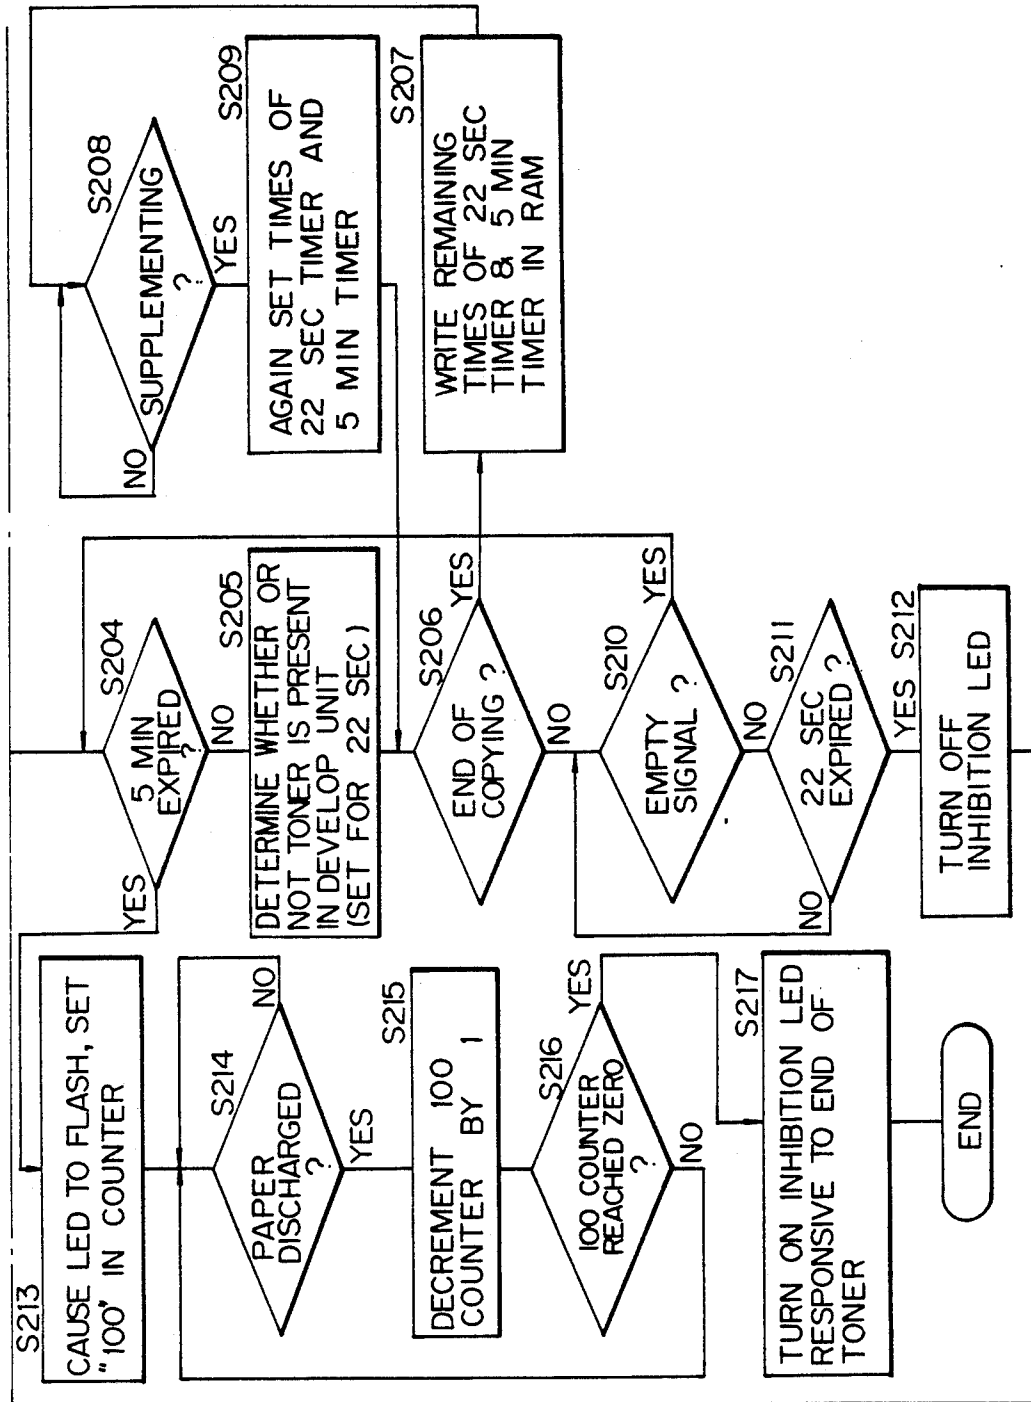 S213
CAUSE LED TO FLASH, SET
"100" IN COUNTER
S214
PAPER
DISCHARGED
?
NO
YES
S215
DECREMENT 100
COUNTER BY 1
S216
100 COUNTER
REACHED ZERO
?
YES
NO
S217
TURN ON INHIBITION LED
RESPONSIVE TO END OF
TONER
END
S204
5 MIN
EXPIRED
?
YES
NO
S205
DETERMINE WHETHER OR
NOT TONER IS PRESENT
IN DEVELOP UNIT
(SET FOR 22 SEC)
S206
END OF
COPYING ?
YES
NO
S210
EMPTY
SIGNAL ?
YES
NO
S211
22 SEC
EXPIRED ?
NO
YES
S212
TURN OFF
INHIBITION LED
S208
SUPPLEMENTING
?
NO
YES
S209
AGAIN SET TIMES OF
22 SEC TIMER AND
5 MIN TIMER
S207
WRITE REMAINING
TIMES OF 22 SEC
TIMER & 5 MIN
TIMER IN RAM